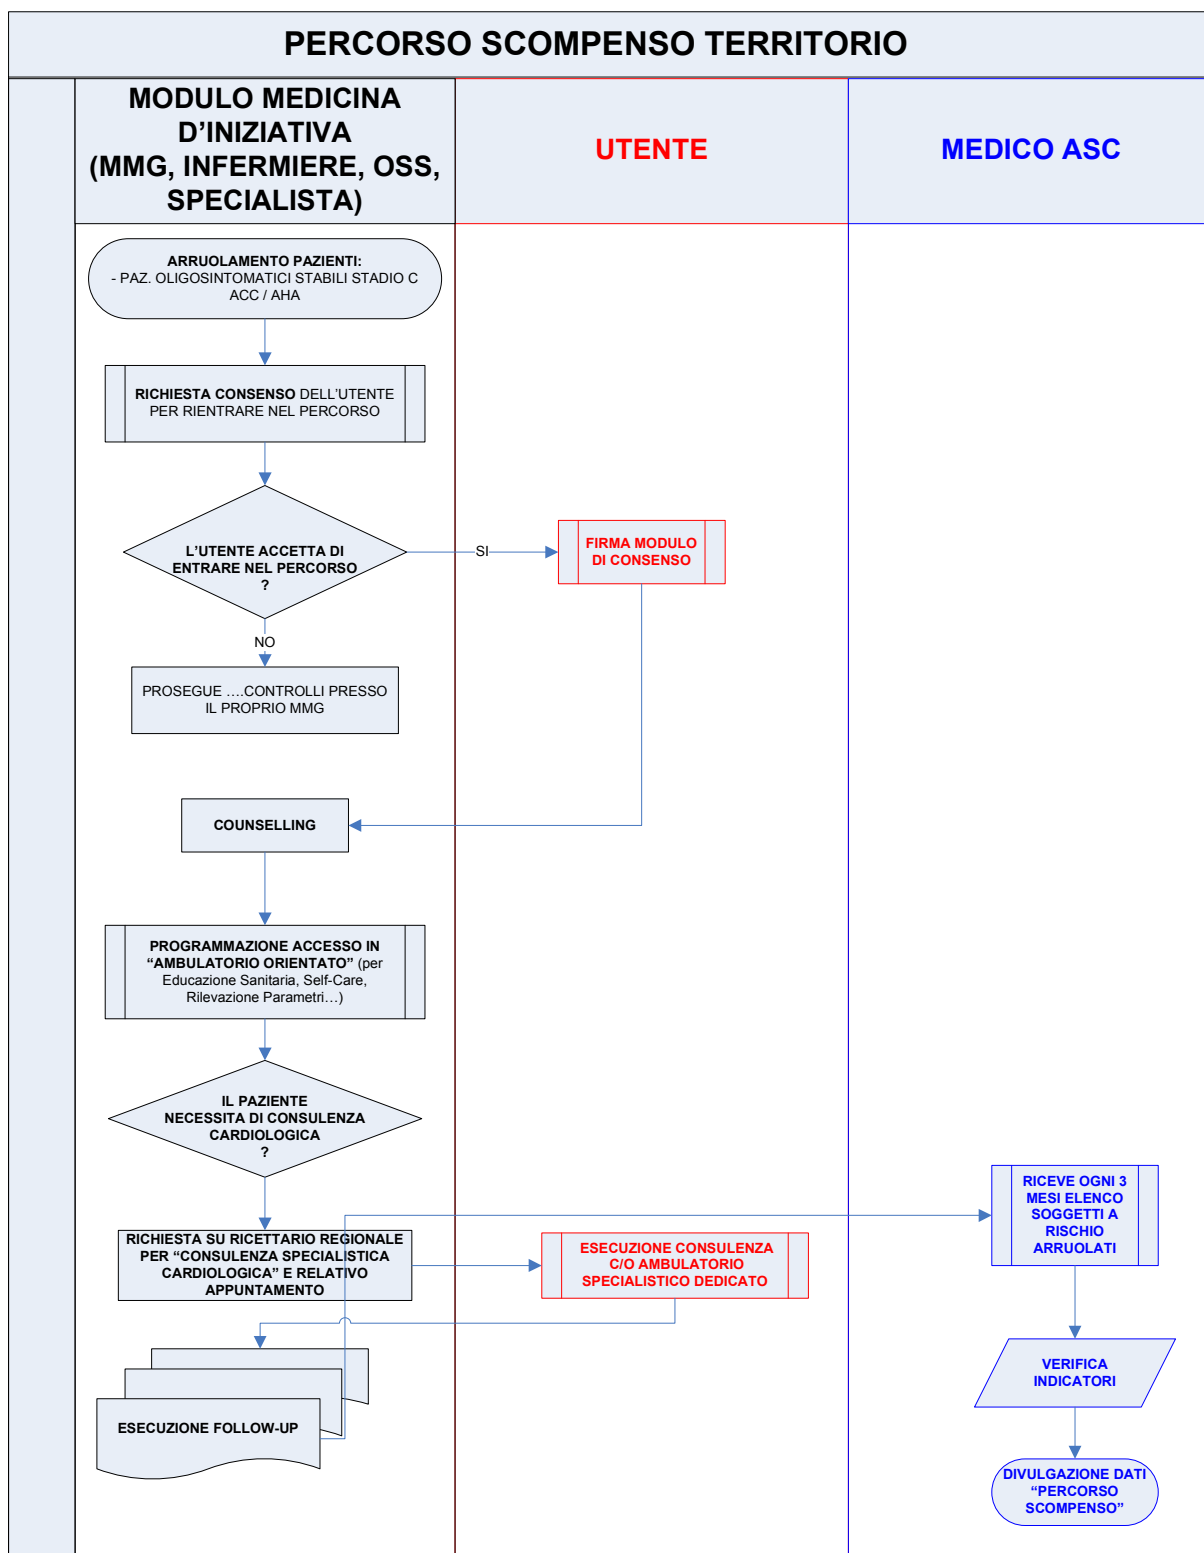 PERCORSO SCOMPENSO TERRITORIO
MODULO MEDICINA
D'INIZIATIVA
(MMG, INFERMIERE, OSS,
SPECIALISTA)
UTENTE
MEDICO ASC
ARRUOLAMENTO PAZIENTI:
- PAZ. OLIGOSINTOMATICI STABILI STADIO C
ACC / AHA
RICHIESTA CONSENSO DELL'UTENTE
PER RIENTRARE NEL PERCORSO
L'UTENTE ACCETTA DI
ENTRARE NEL PERCORSO
?
SI
FIRMA MODULO
DI CONSENSO
NO
PROSEGUE ….CONTROLLI PRESSO
IL PROPRIO MMG
COUNSELLING
PROGRAMMAZIONE ACCESSO IN
“AMBULATORIO ORIENTATO” (per
Educazione Sanitaria, Self-Care,
Rilevazione Parametri…)
IL PAZIENTE
NECESSITA DI CONSULENZA
CARDIOLOGICA
?
RICHIESTA SU RICETTARIO REGIONALE
PER “CONSULENZA SPECIALISTICA
CARDIOLOGICA” E RELATIVO
APPUNTAMENTO
ESECUZIONE CONSULENZA
C/O AMBULATORIO
SPECIALISTICO DEDICATO
RICEVE OGNI 3
MESI ELENCO
SOGGETTI A
RISCHIO
ARRUOLATI
VERIFICA
INDICATORI
ESECUZIONE FOLLOW-UP
DIVULGAZIONE DATI
“PERCORSO
SCOMPENSO”